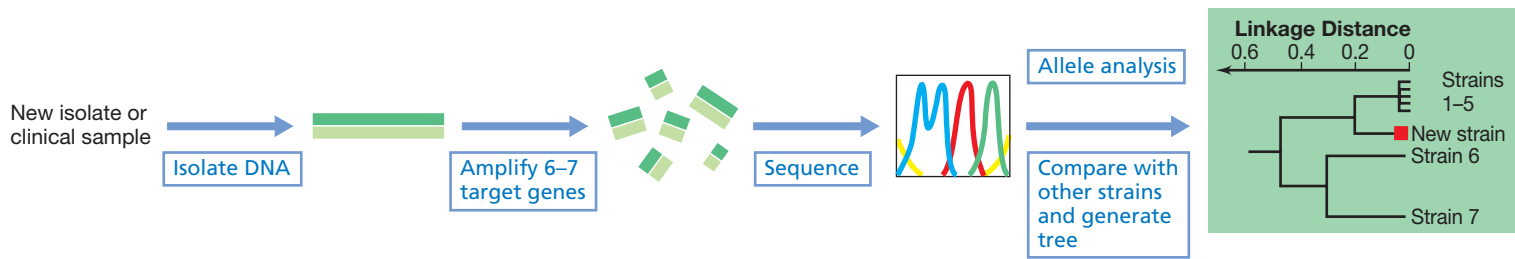 New isolate or
clinical sample
Isolate DNA
Amplify 6–7
target genes
Sequence
Allele analysis
Compare with
other strains
and generate
tree
Linkage Distance
0.6 0.4 0.2 0
Strains
1–5
New strain
Strain 6
Strain 7